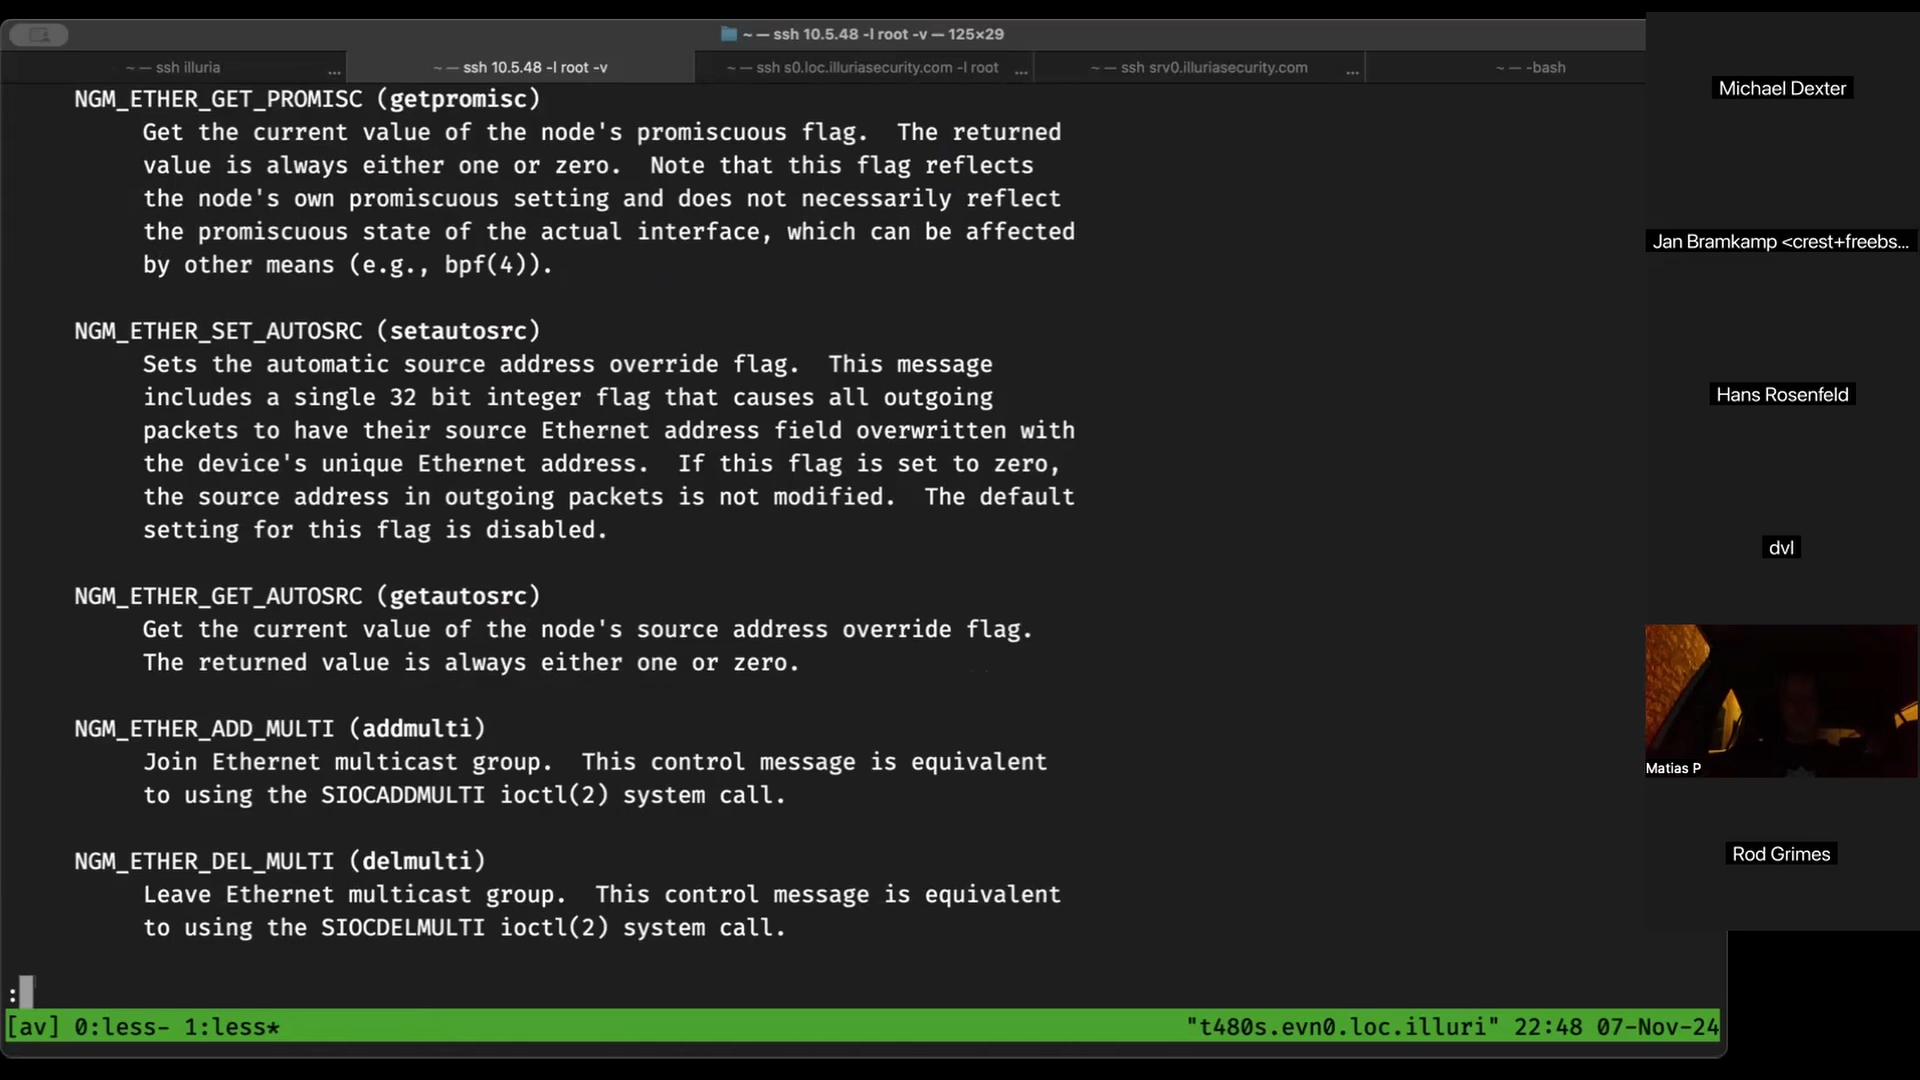 ~ — ssh 10.5.48 -l root -v — 125×29
~ — ssh illuria ...
~ — ssh 10.5.48 -l root -v
~ — ssh s0.loc.illuriasecurity.com -l root ...
~ — ssh srv0.illuriasecurity.com ...
~ — -bash
NGM_ETHER_GET_PROMISC (getpromisc)
Get the current value of the node's promiscuous flag.  The returned
value is always either one or zero.  Note that this flag reflects
the node's own promiscuous setting and does not necessarily reflect
the promiscuous state of the actual interface, which can be affected
by other means (e.g., bpf(4)).
NGM_ETHER_SET_AUTOSRC (setautosrc)
Sets the automatic source address override flag.  This message
includes a single 32 bit integer flag that causes all outgoing
packets to have their source Ethernet address field overwritten with
the device's unique Ethernet address.  If this flag is set to zero,
the source address in outgoing packets is not modified.  The default
setting for this flag is disabled.
NGM_ETHER_GET_AUTOSRC (getautosrc)
Get the current value of the node's source address override flag.
The returned value is always either one or zero.
NGM_ETHER_ADD_MULTI (addmulti)
Join Ethernet multicast group.  This control message is equivalent
to using the SIOCADDMULTI ioctl(2) system call.
NGM_ETHER_DEL_MULTI (delmulti)
Leave Ethernet multicast group.  This control message is equivalent
to using the SIOCDELMULTI ioctl(2) system call.
:
[av] 0:less- 1:less* "t480s.evn0.loc.illuri" 22:48 07-Nov-24
Michael Dexter
Jan Bramkamp <crest+freebs...
Hans Rosenfeld
dvl
Matias P
Rod Grimes